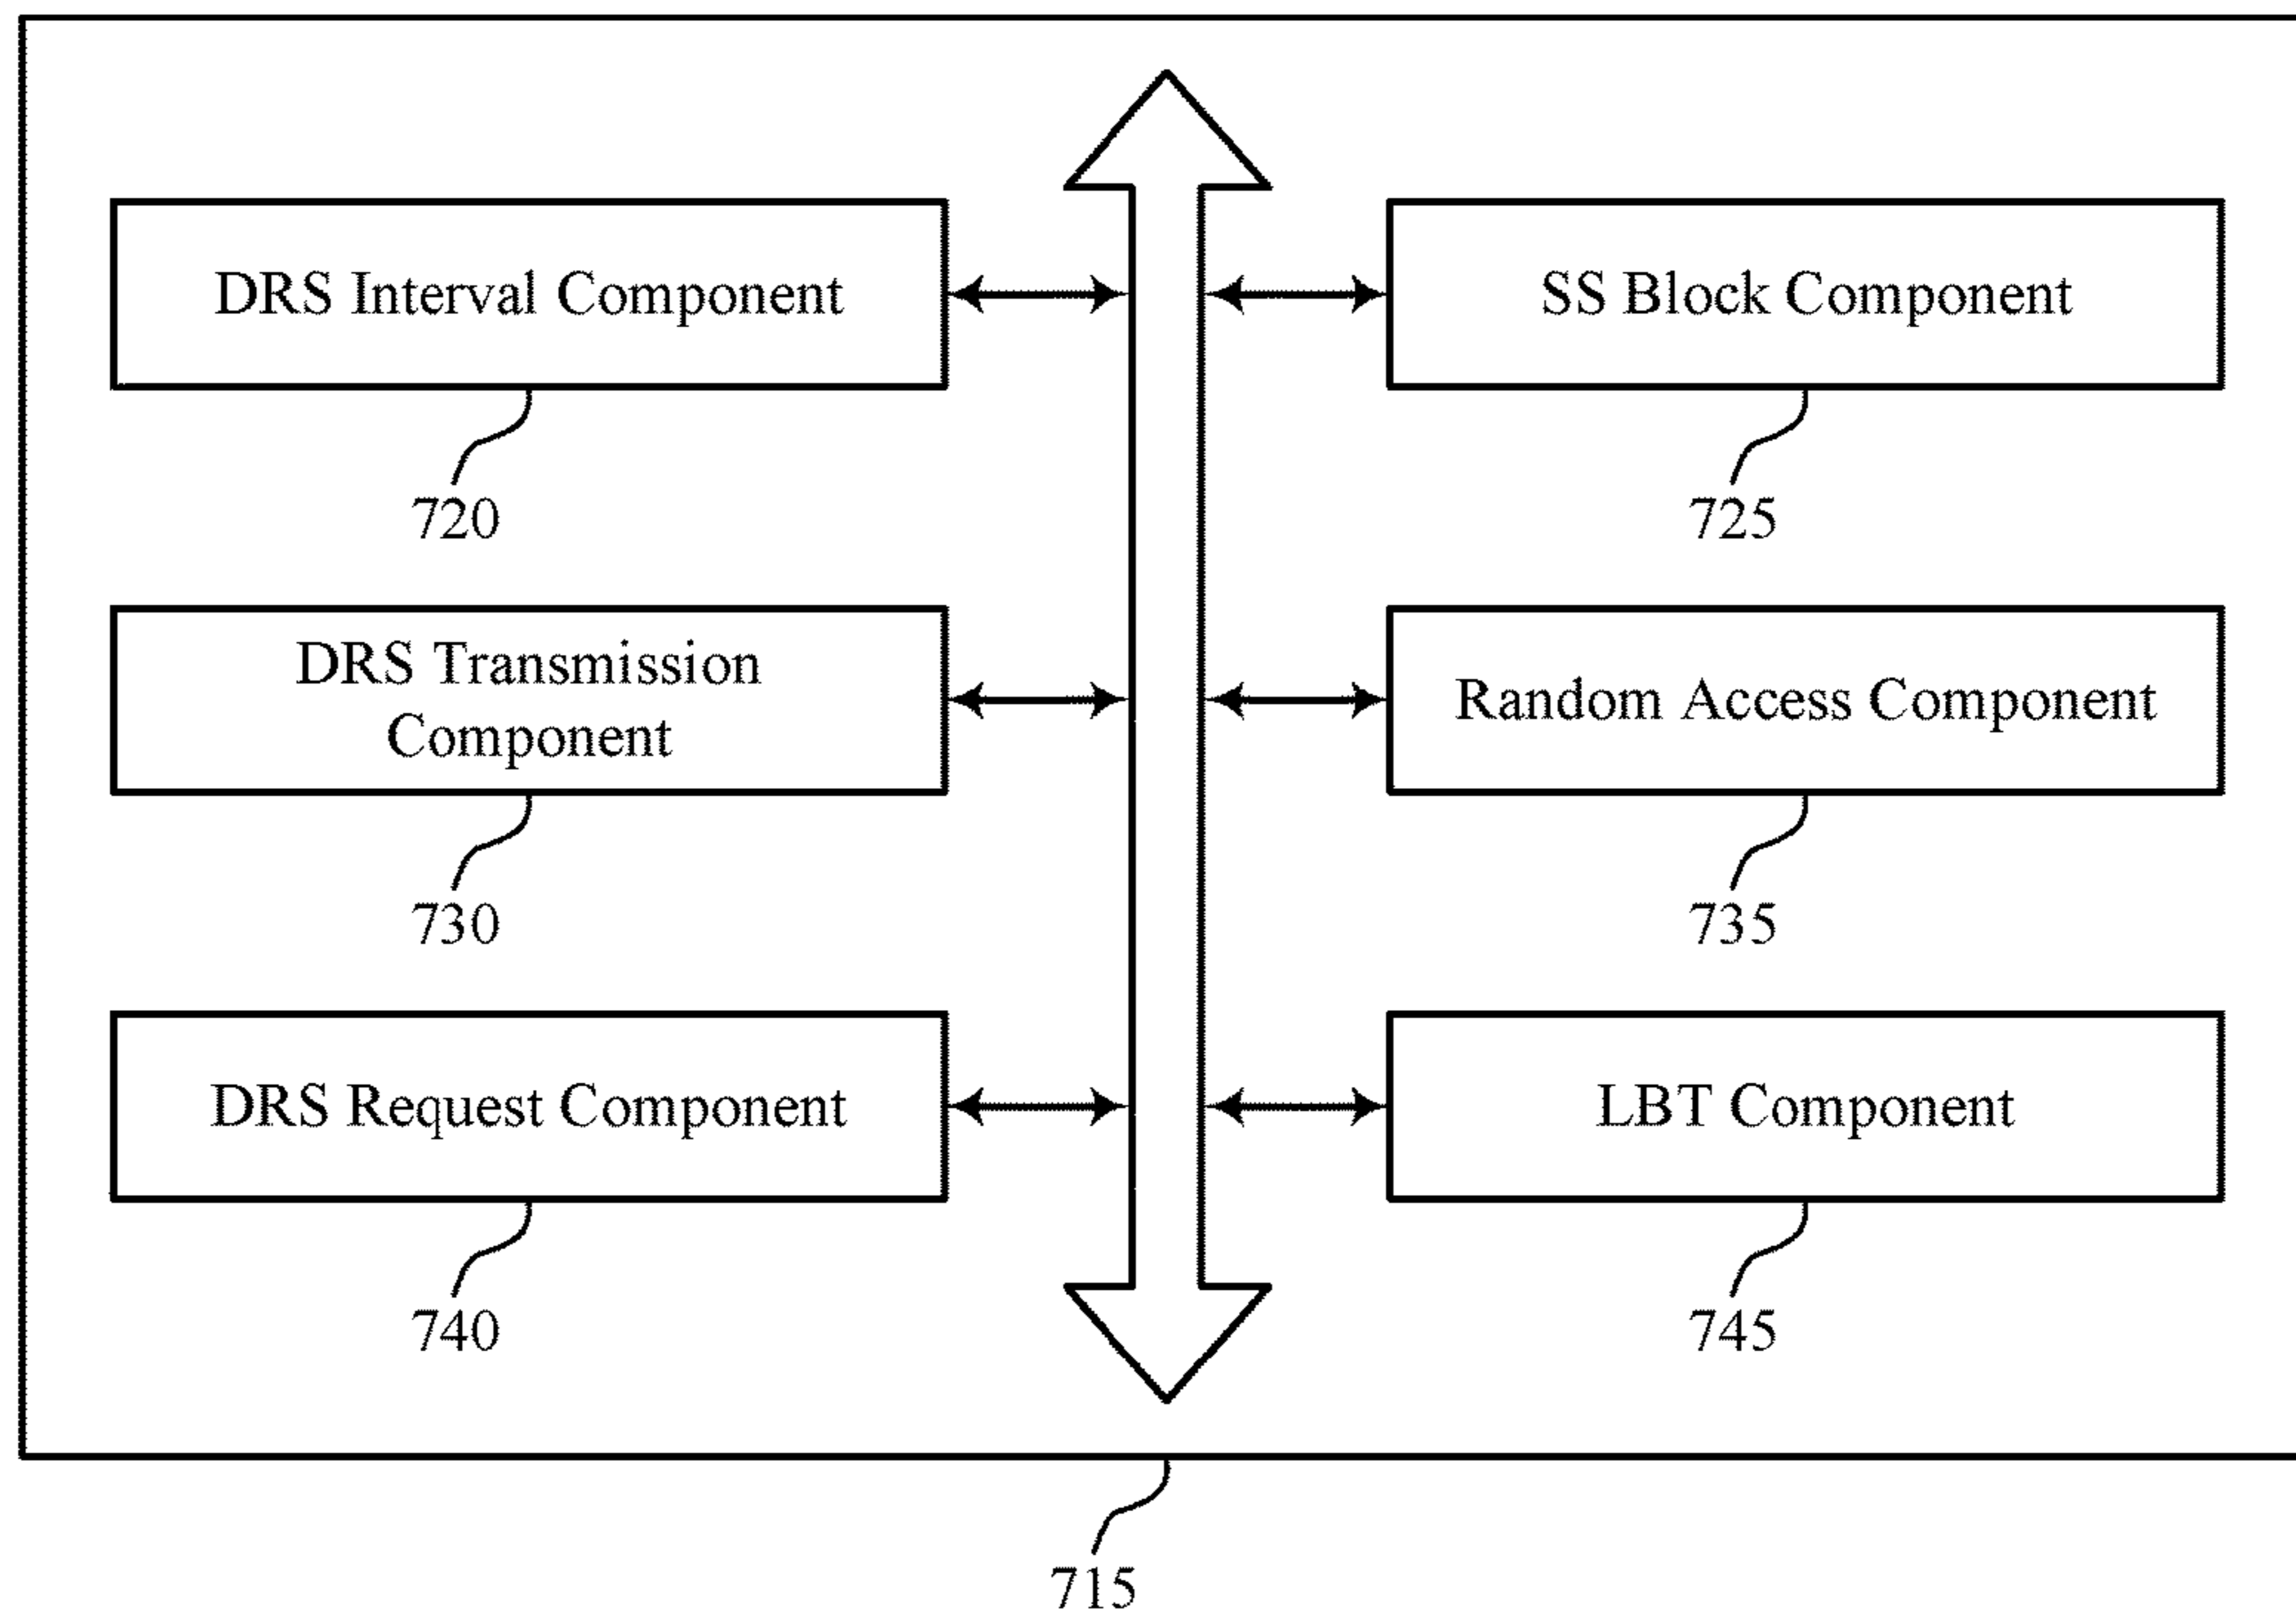 DRS Interval Component
SS Block Component
720
725
DRS Transmission
Component
Random Access Component
730
735
DRS Request Component
LBT Component
740
745
715